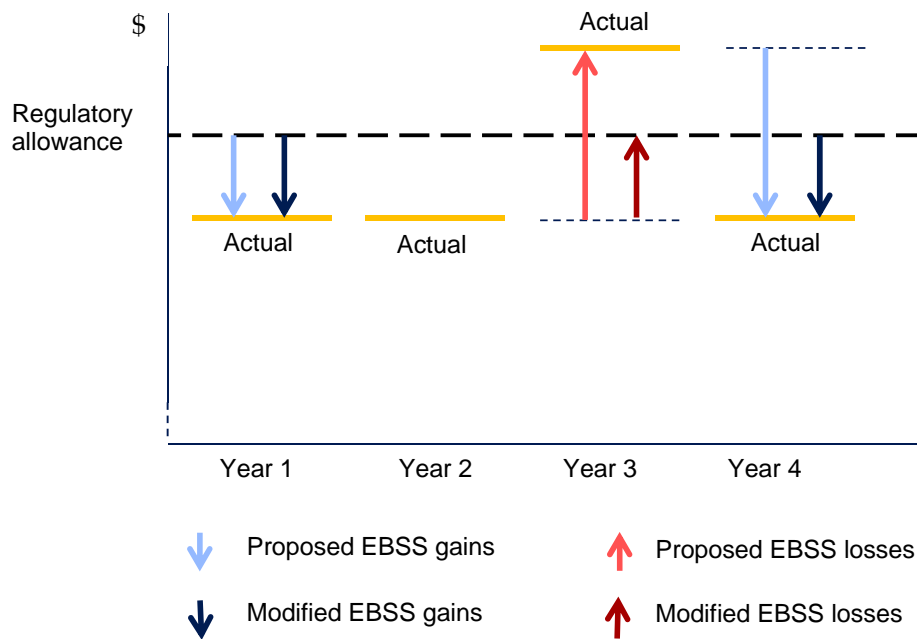 $
Actual
Regulatory
allowance
Actual
Actual
Actual
Year 1
Year 2
Year 3
Year 4
Proposed EBSS gains
Proposed EBSS losses
Modified EBSS gains
Modified EBSS losses